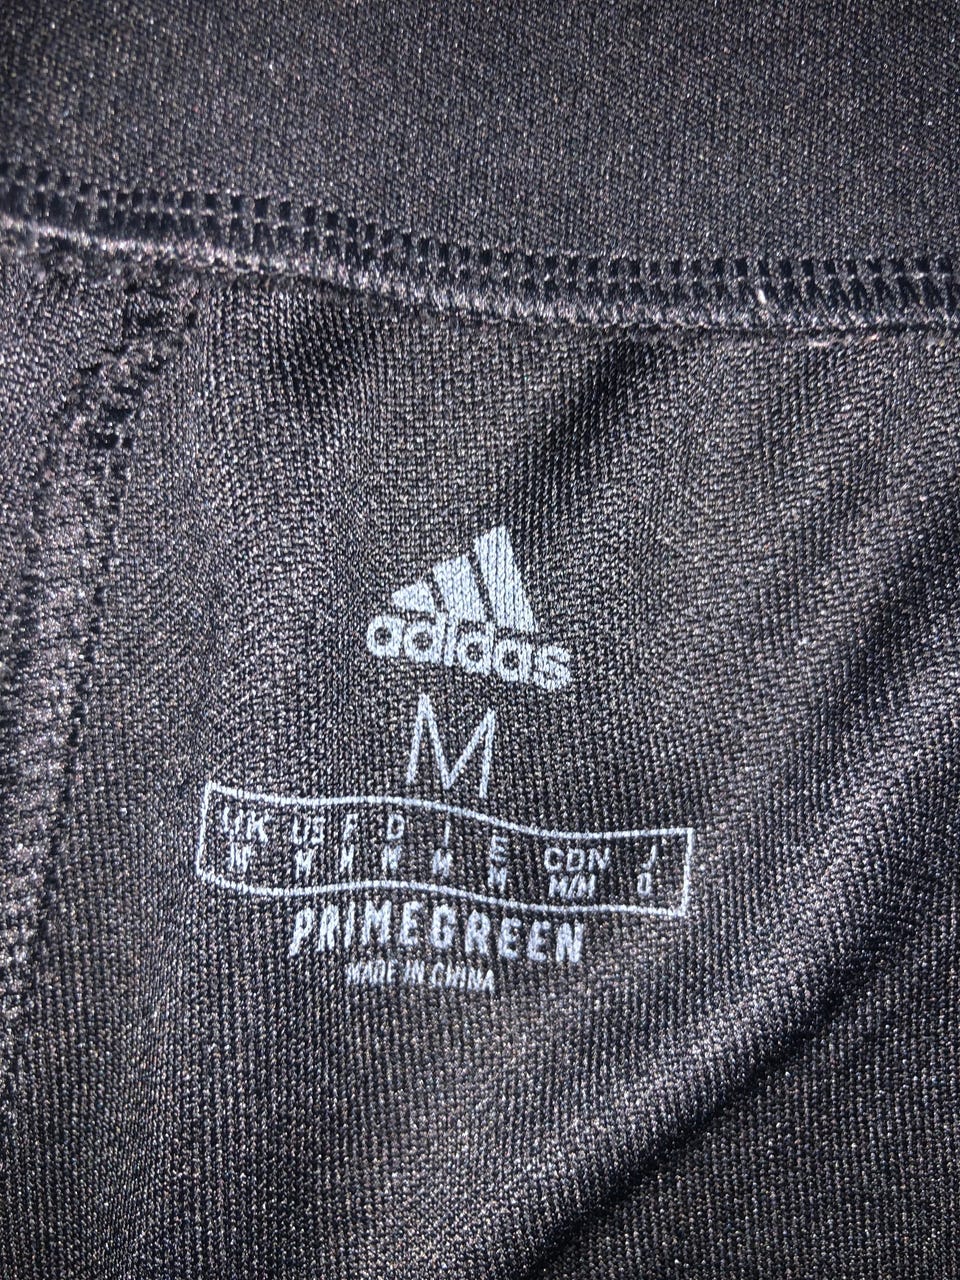 adidas
M
UK US F D I E CDN J
M M M M M M M/M O
PRIMEGREEN
MADE IN CHINA